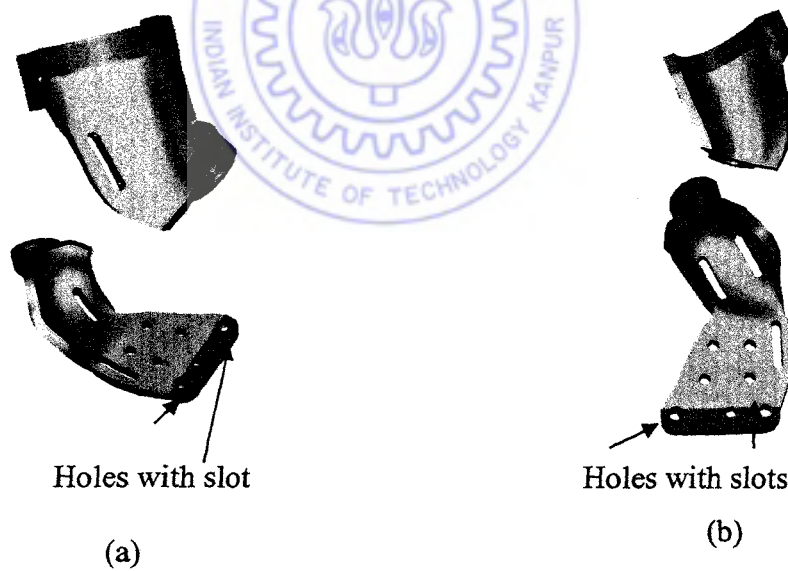 INDIAN INSTITUTE OF TECHNOLOGY KANPUR
Holes with slot
Holes with slots
(a)
(b)